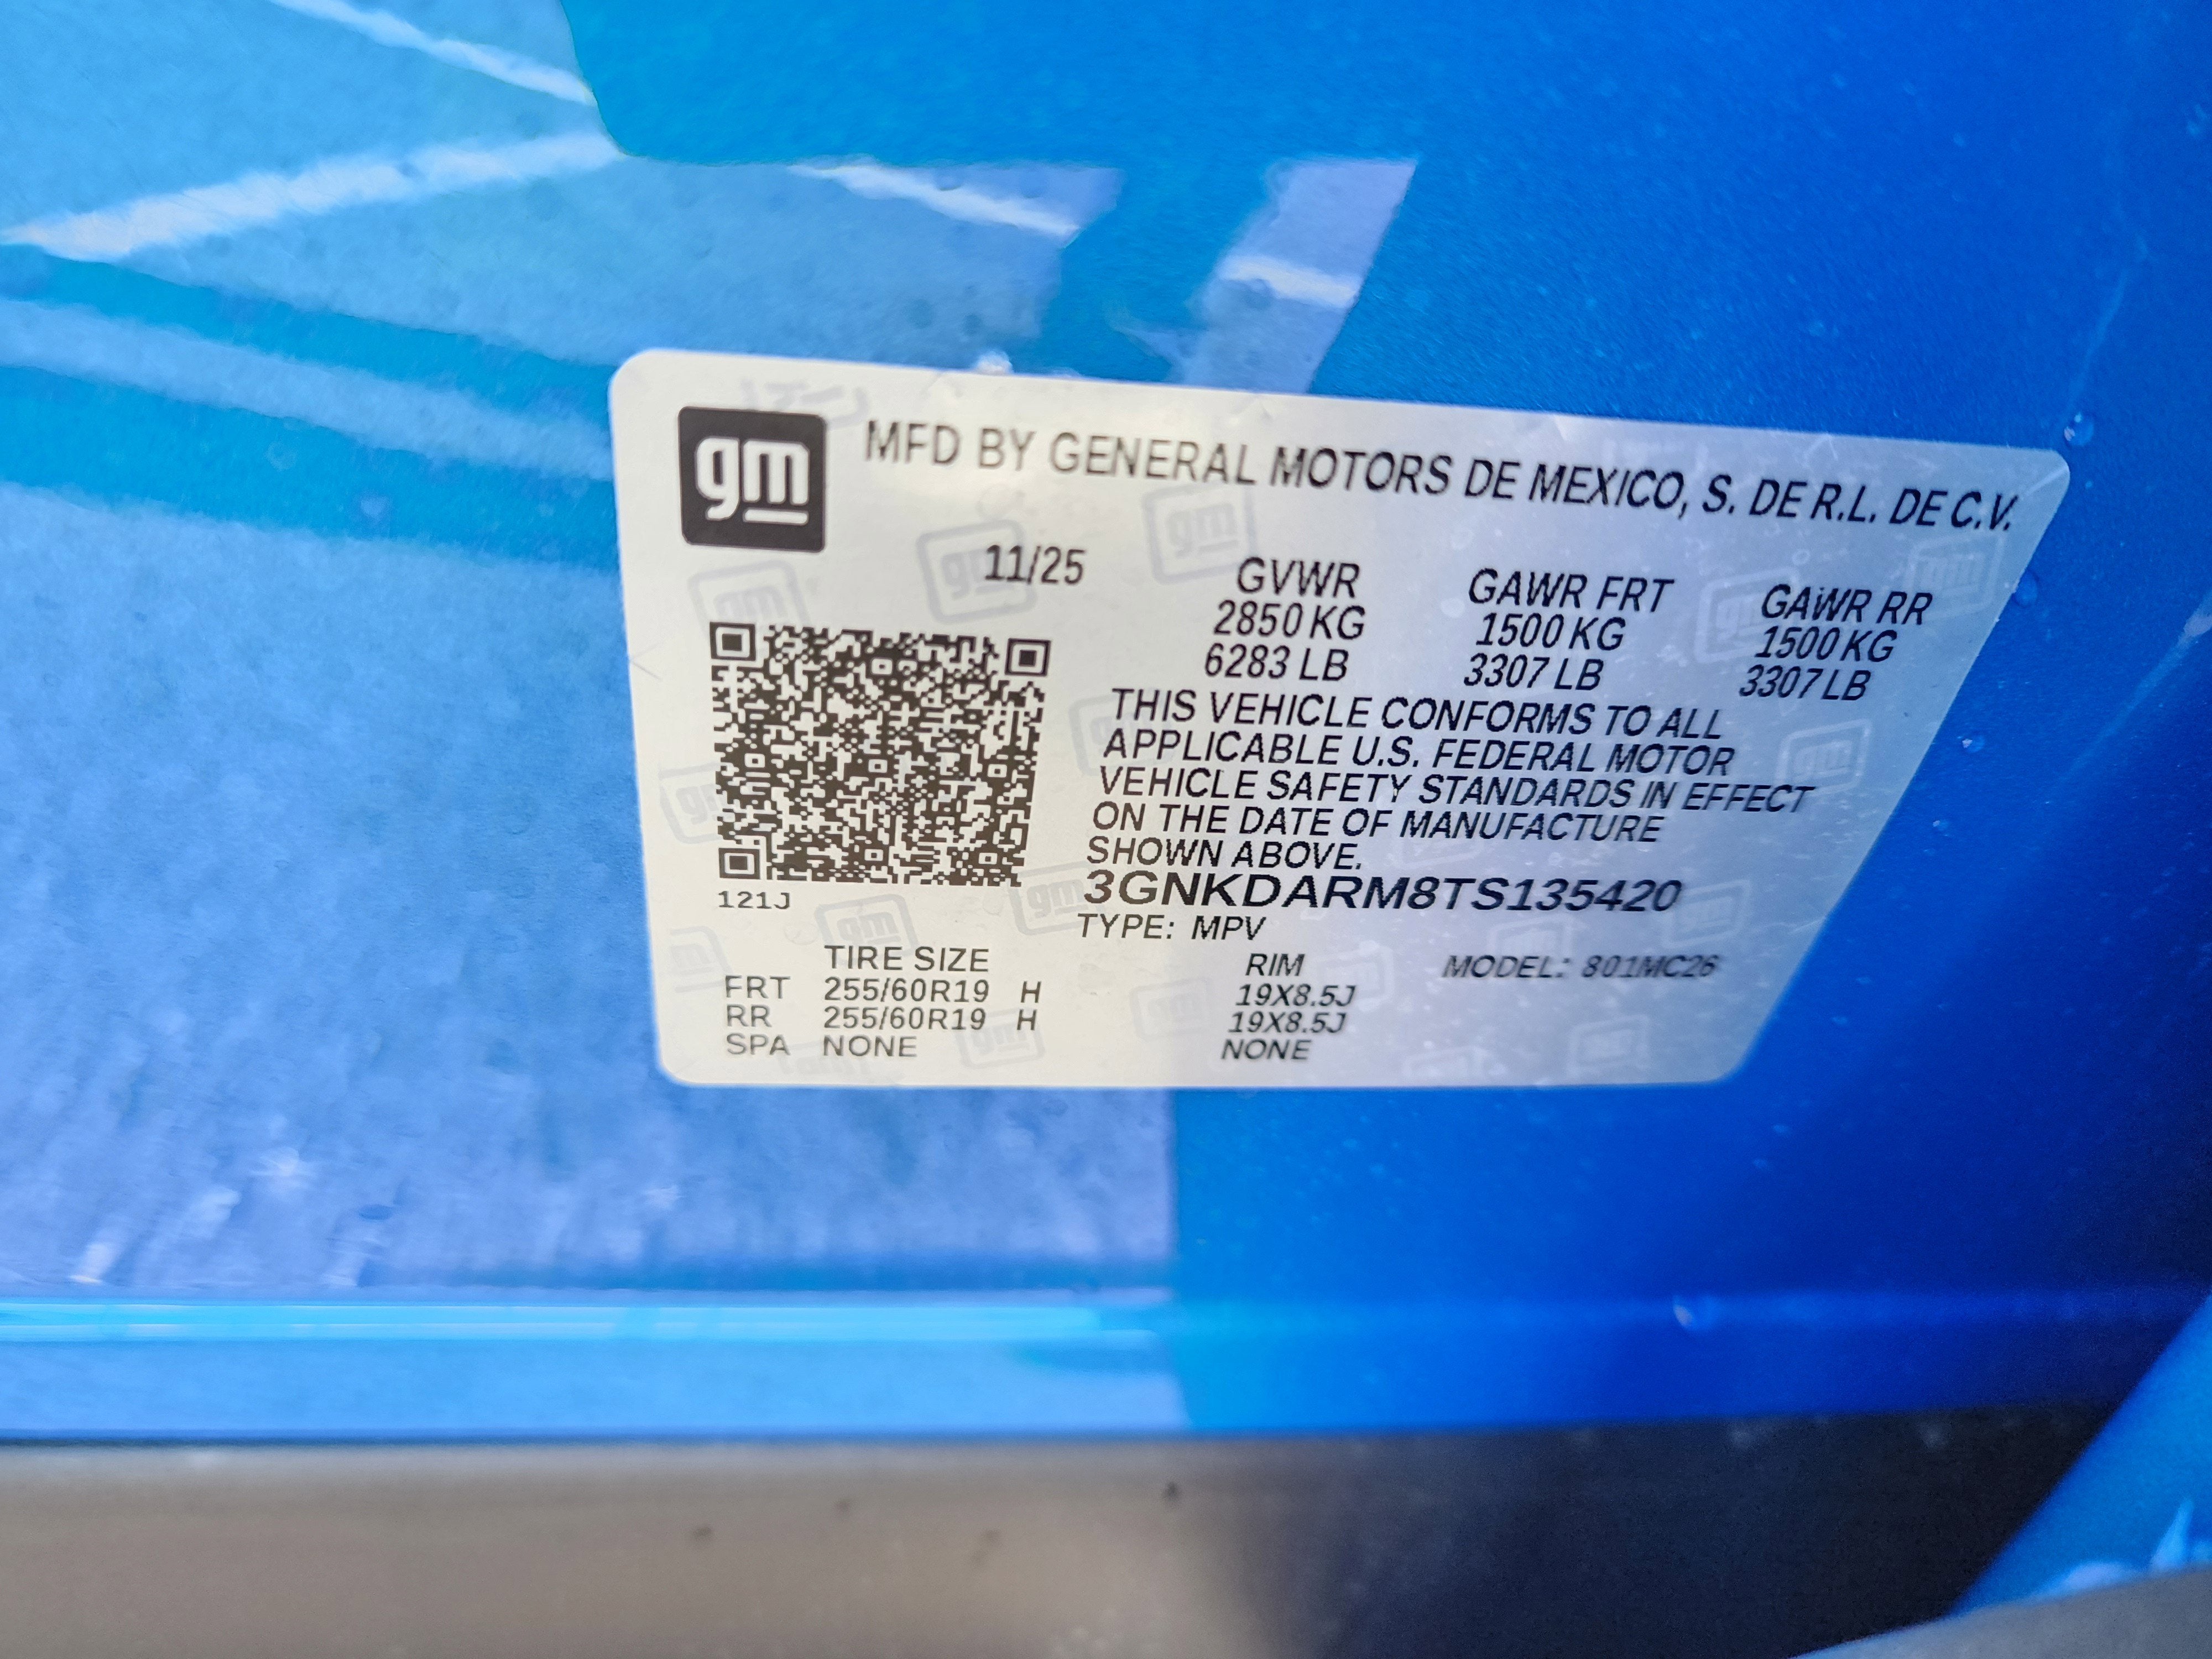 gm MFD BY GENERAL MOTORS DE MEXICO, S. DE R.L. DE C.V.
11/25 GVWR GAWR FRT GAWR RR
2850 KG 1500 KG 1500 KG
6283 LB 3307 LB 3307 LB
THIS VEHICLE CONFORMS TO ALL
APPLICABLE U.S. FEDERAL MOTOR
VEHICLE SAFETY STANDARDS IN EFFECT
ON THE DATE OF MANUFACTURE
SHOWN ABOVE.
121J 3GNKDARM8TS135420
TYPE: MPV
TIRE SIZE RIM MODEL: 801MC26
FRT 255/60R19 H 19X8.5J
RR 255/60R19 H 19X8.5J
SPA NONE NONE